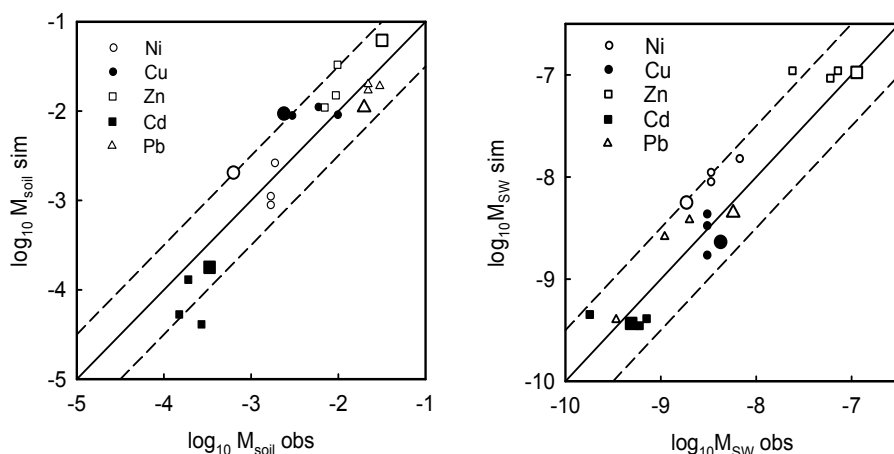 -1
-2
-3
-4
-5
-5 -4 -3 -2 -1
log10 Msoil sim
log10 Msoil obs
Ni
Cu
Zn
Cd
Pb
-7
-8
-9
-10
-10 -9 -8 -7
log10MSW sim
log10MSW obs
Ni
Cu
Zn
Cd
Pb